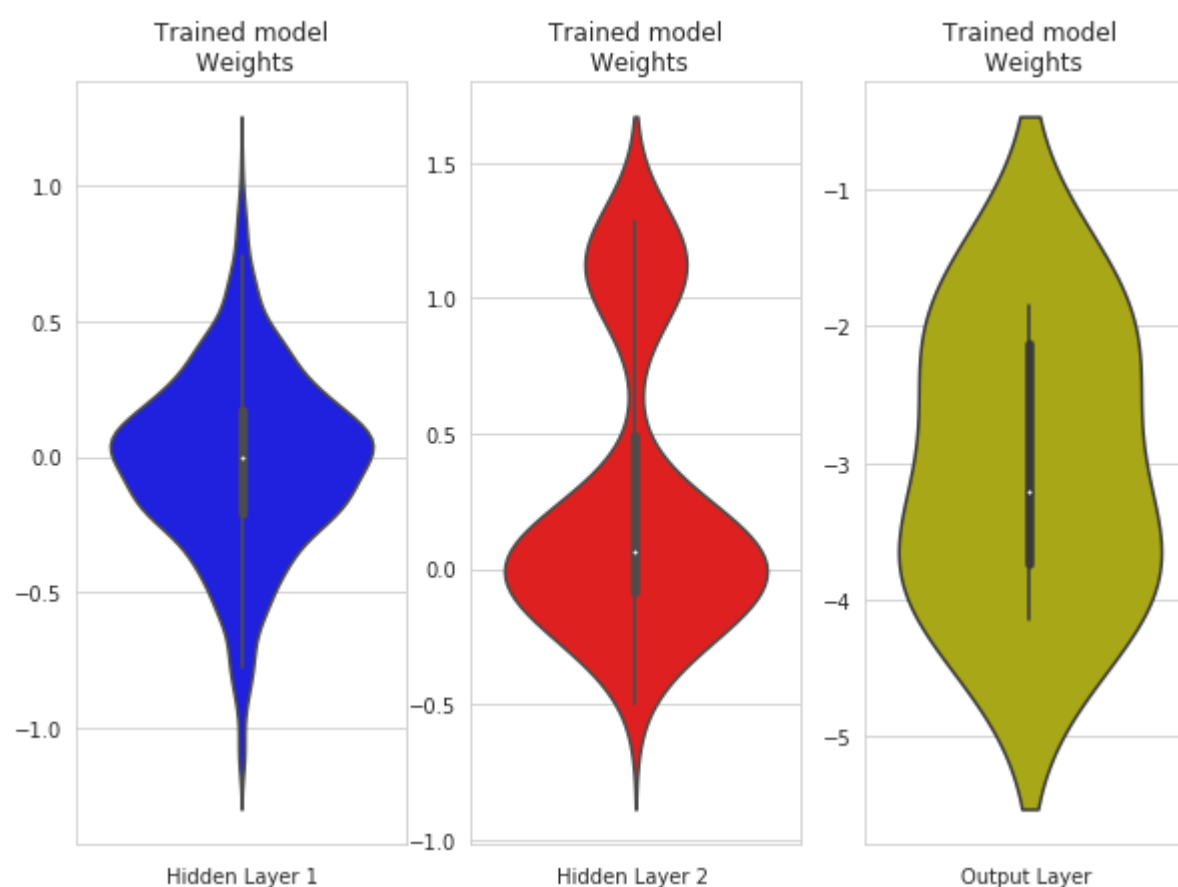 Trained model
Weights
1.0
0.5
0.0
−0.5
−1.0
Hidden Layer 1
Trained model
Weights
1.5
1.0
0.5
0.0
−0.5
−1.0
Hidden Layer 2
Trained model
Weights
−1
−2
−3
−4
−5
Output Layer